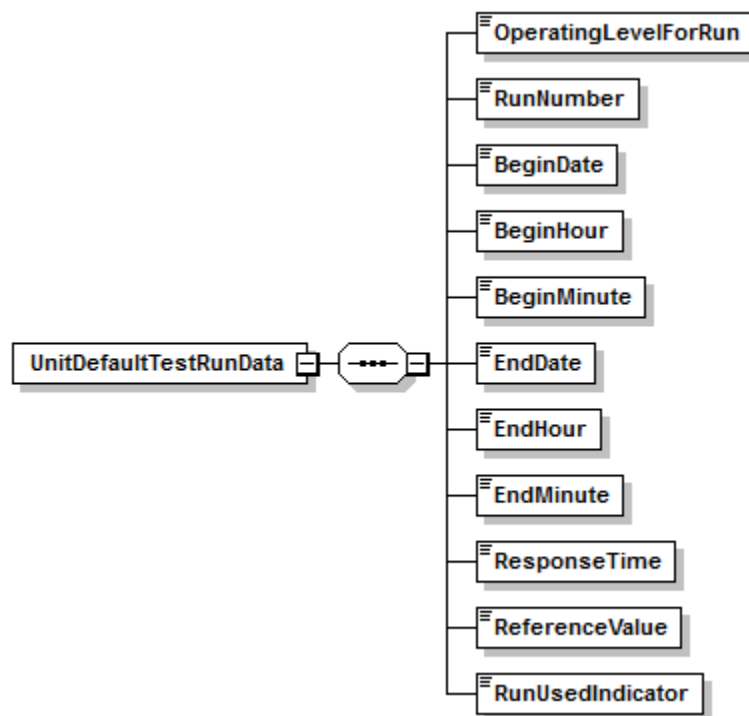 OperatingLevelForRun
RunNumber
BeginDate
BeginHour
BeginMinute
UnitDefaultTestRunData
EndDate
EndHour
EndMinute
ResponseTime
ReferenceValue
RunUsedIndicator